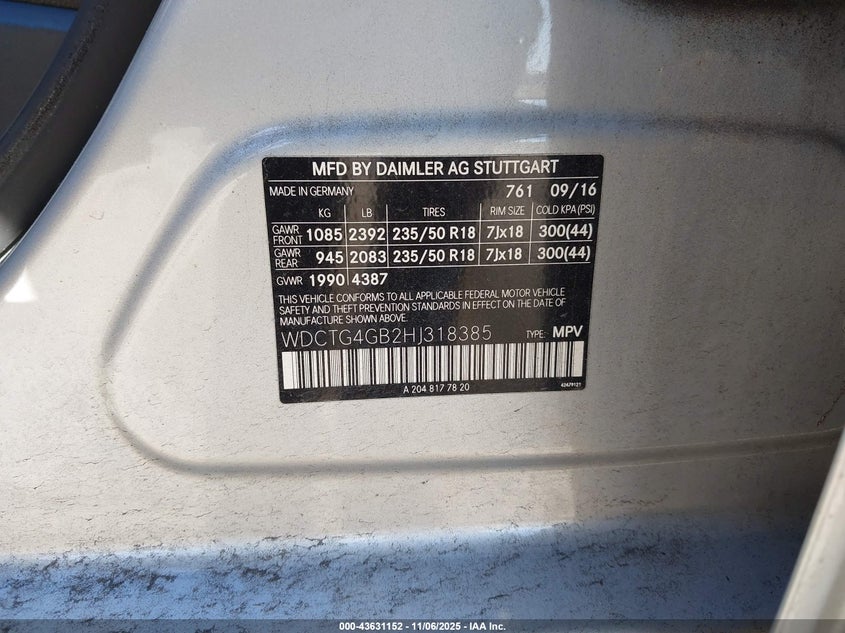 MFD BY DAIMLER AG STUTTGART
MADE IN GERMANY 761 09/16
KG LB TIRES RIM SIZE COLD KPA (PSI)
GAWR FRONT 1085 2392 235/50 R18 7Jx18 300(44)
GAWR REAR 945 2083 235/50 R18 7Jx18 300(44)
GVWR 1990 4387
THIS VEHICLE CONFORMS TO ALL APPLICABLE FEDERAL MOTOR VEHICLE
SAFETY AND THEFT PREVENTION STANDARDS IN EFFECT ON THE DATE OF
MANUFACTURE SHOWN ABOVE.
WDCTG4GB2HJ318385 TYPE: MPV
A 204 817 78 20 42479121
000-43631152 - 11/06/2025 - IAA Inc.